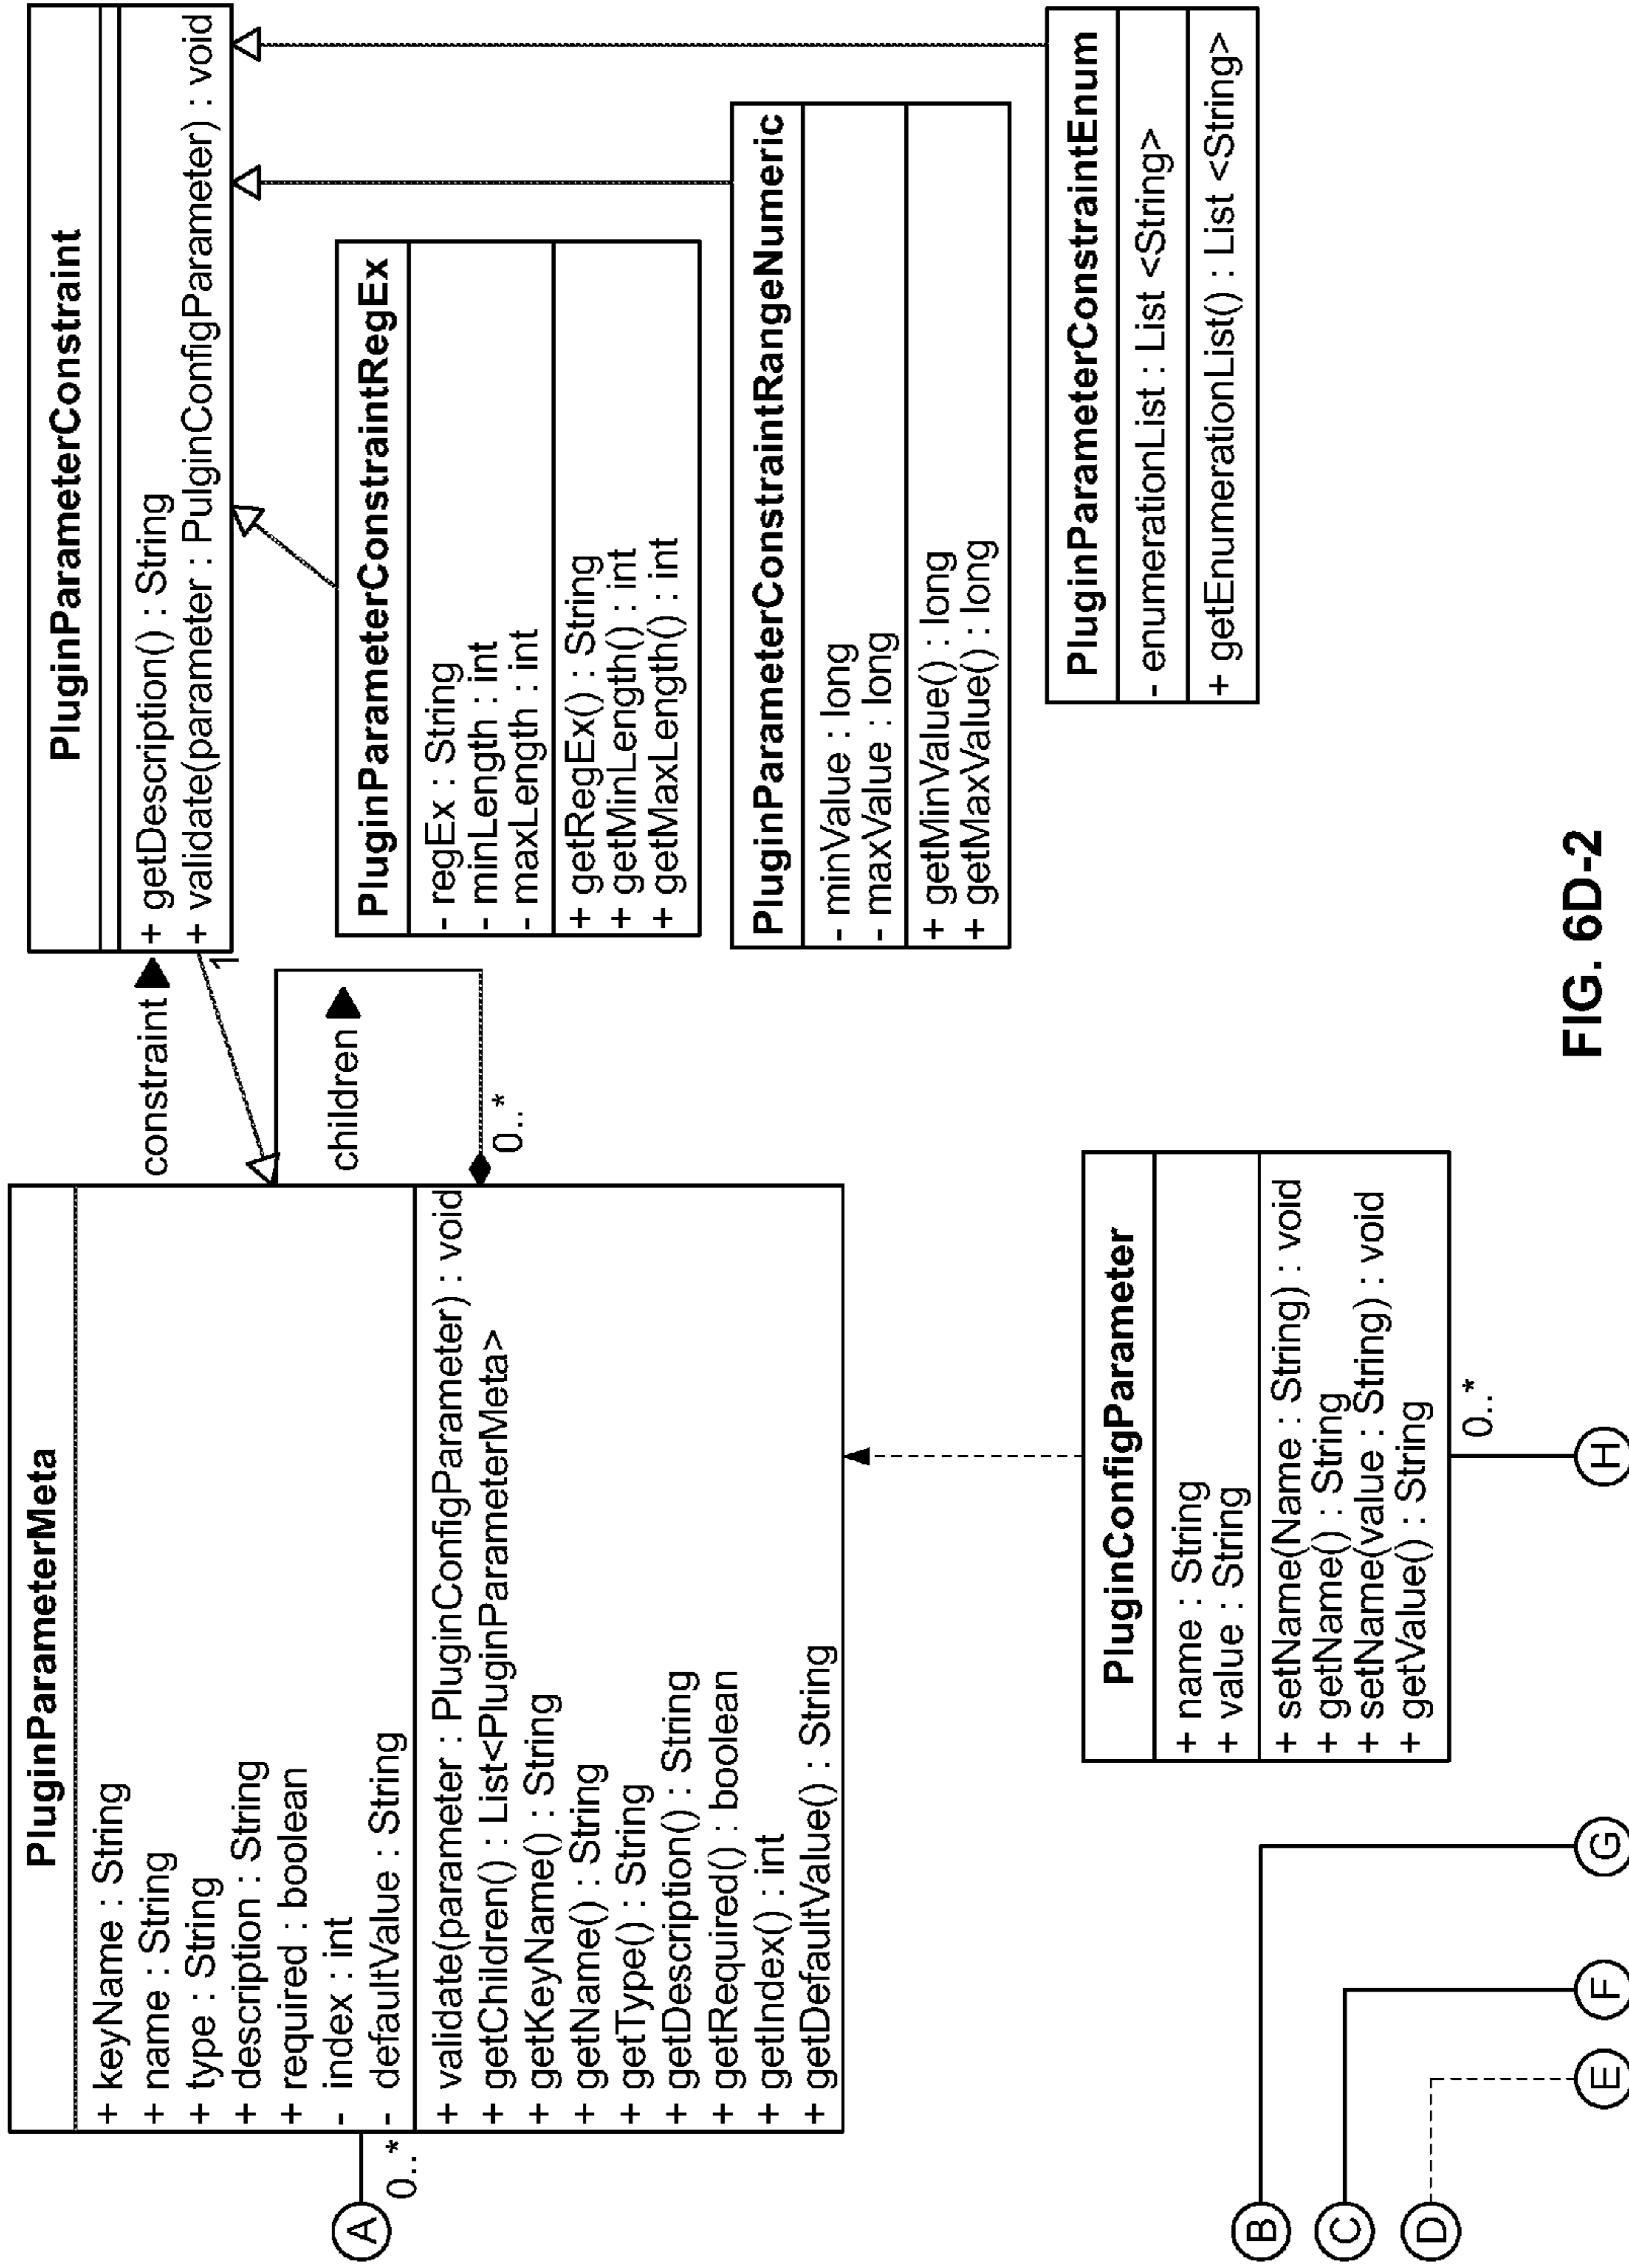 PluginParameterMeta
+ keyName : String
+ name : String
+ type : String
+ description : String
+ required : boolean
- index : int
- defaultValue : String
+ validate(parameter : PluginConfigParameter) : void
+ getChildren() : List<PluginParameterMeta>
+ getKeyName() : String
+ getName() : String
+ getType() : String
+ getDescription() : String
+ getRequired() : boolean
+ getIndex() : int
+ getDefaultValue() : String
A
0..*
constraint
1
children
0..*
PluginParameterConstraint
+ getDescription() : String
+ validate(parameter : PulginConfigParameter) : void
PluginParameterConstraintRegEx
- regEx : String
- minLength : int
- maxLength : int
+ getRegEx() : String
+ getMinLength() : int
+ getMaxLength() : int
PluginParameterConstraintRangeNumeric
- minValue : long
- maxValue : long
+ getMinValue() : long
+ getMaxValue() : long
PluginParameterConstraintEnum
- enumerationList : List <String>
+ getEnumerationList() : List <String>
PluginConfigParameter
+ name : String
+ value : String
+ setName(Name : String) : void
+ getName() : String
+ setName(value : String) : void
+ getValue() : String
0..*
B
C
D
E
F
G
H
FIG. 6D-2